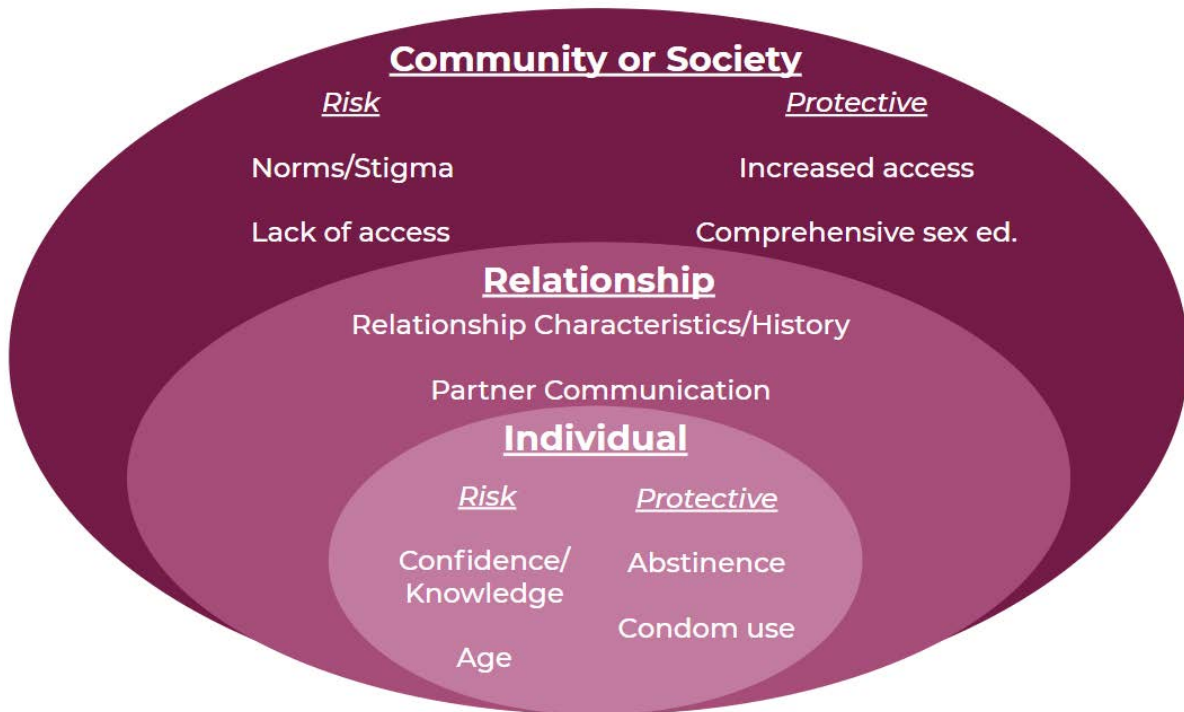 Community or Society
Risk
Protective
Norms/Stigma
Increased access
Lack of access
Comprehensive sex ed.
Relationship
Relationship Characteristics/History
Partner Communication
Individual
Risk
Protective
Confidence/
Knowledge
Abstinence
Condom use
Age